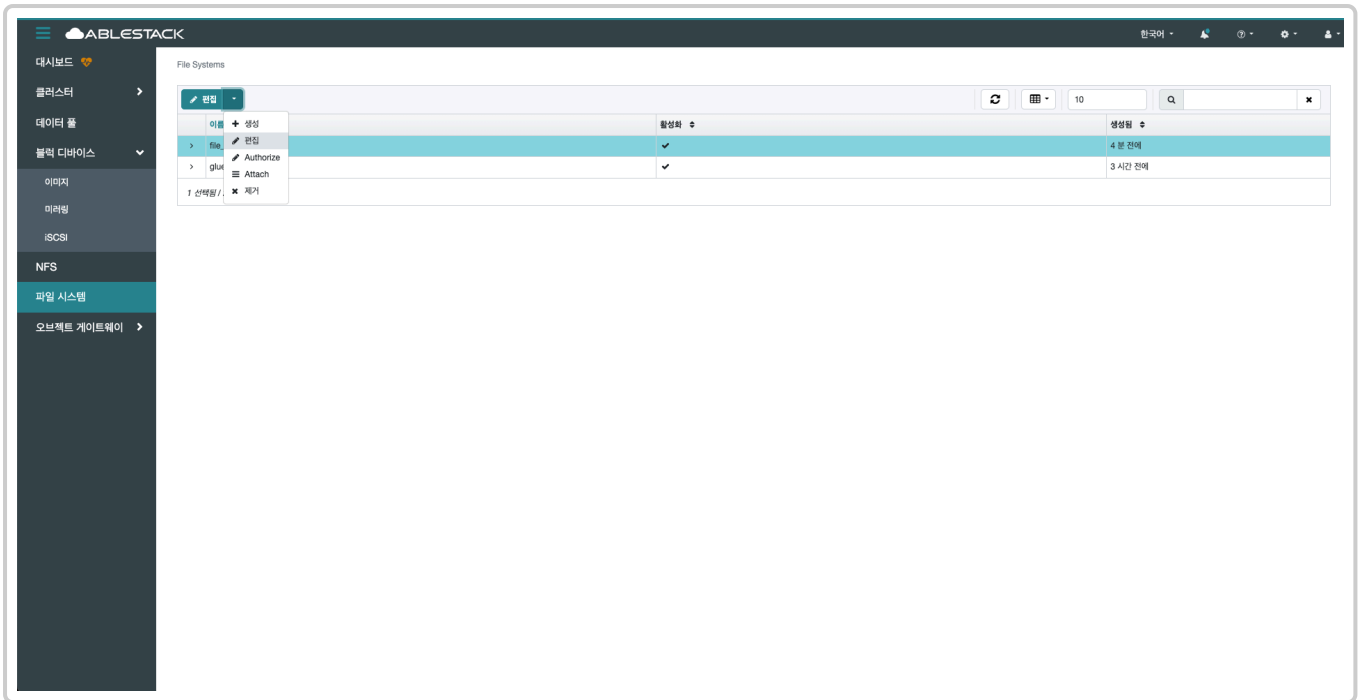 ABLESTACK
한국어
대시보드
클러스터
데이터 풀
블럭 디바이스
이미지
미러링
iSCSI
NFS
파일 시스템
오브젝트 게이트웨이
File Systems
편집
10
활성화
생성됨
생성
편집
Authorize
Attach
제거
file_
4 분 전에
3 시간 전에
1 선택됨 /